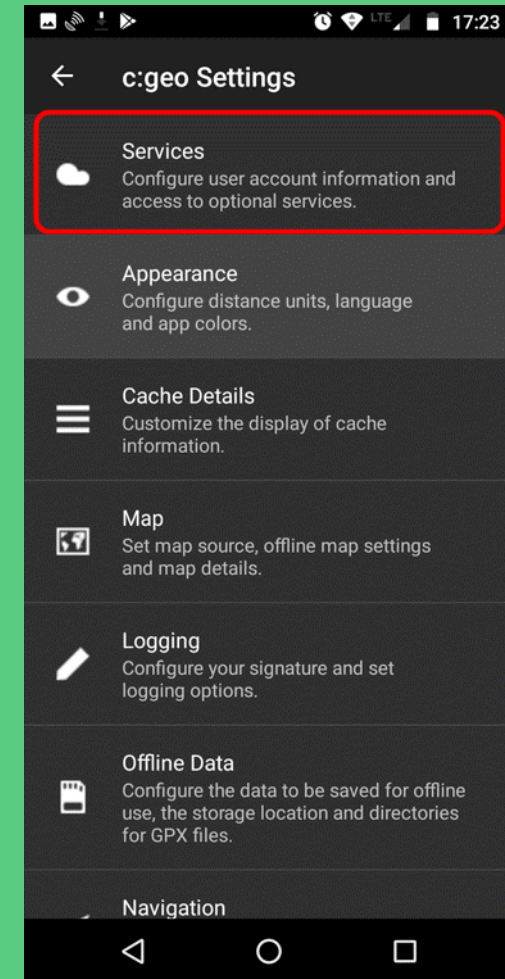 LTE 17:23
c:geo Settings
Services
Configure user account information and
access to optional services.
Appearance
Configure distance units, language
and app colors.
Cache Details
Customize the display of cache
information.
Map
Set map source, offline map settings
and map details.
Logging
Configure your signature and set
logging options.
Offline Data
Configure the data to be saved for offline
use, the storage location and directories
for GPX files.
Navigation